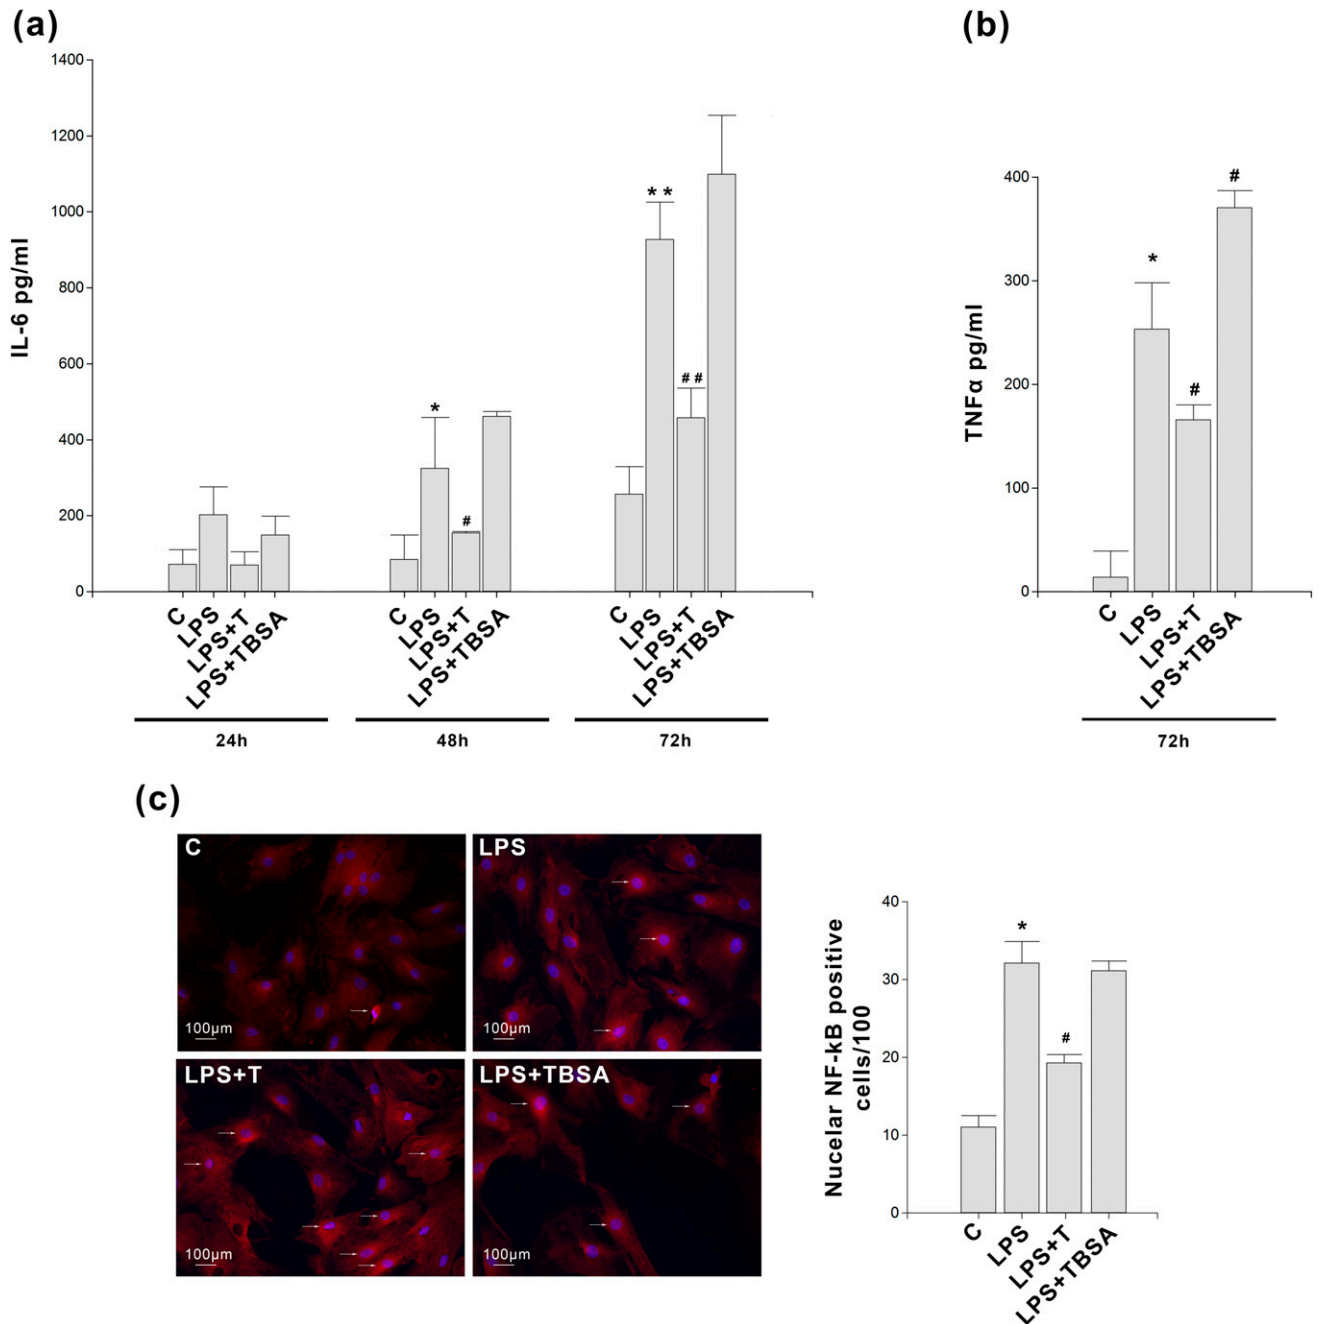 (a)
IL-6 pg/ml
1400
1200
1000
800
600
400
200
0
*
#
* *
# #
C
LPS
LPS+T
LPS+TBSA
C
LPS
LPS+T
LPS+TBSA
C
LPS
LPS+T
LPS+TBSA
24h
48h
72h
(b)
TNFα pg/ml
400
300
200
100
0
*
#
#
C
LPS
LPS+T
LPS+TBSA
72h
(c)
C
100µm
LPS
100µm
LPS+T
100µm
LPS+TBSA
100µm
Nucelar NF-kB positive
cells/100
40
30
20
10
0
*
#
C
LPS
LPS+T
LPS+TBSA